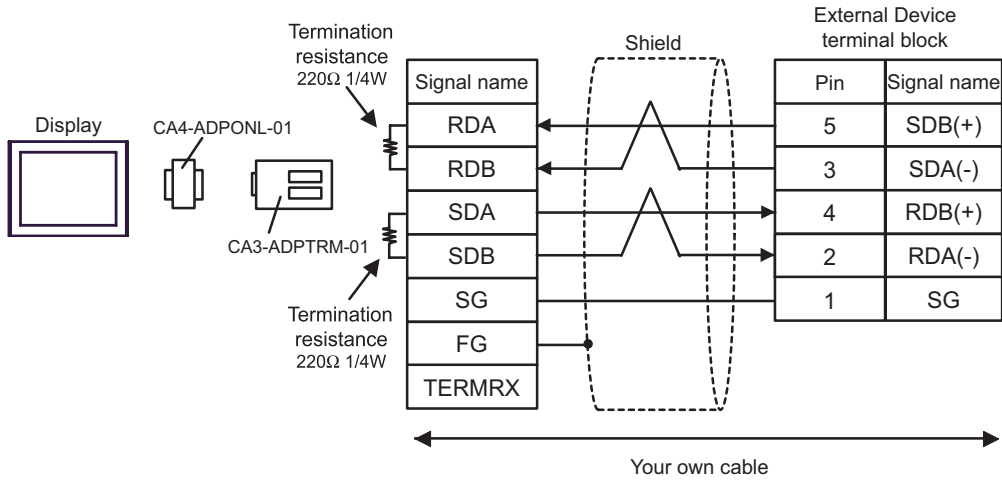 Termination
resistance
220Ω 1/4W
Display
CA4-ADPONL-01
CA3-ADPTRM-01
Termination
resistance
220Ω 1/4W
Signal name
RDA
RDB
SDA
SDB
SG
FG
TERMRX
Shield
External Device
terminal block
Pin Signal name
5 SDB(+)
3 SDA(-)
4 RDB(+)
2 RDA(-)
1 SG
Your own cable